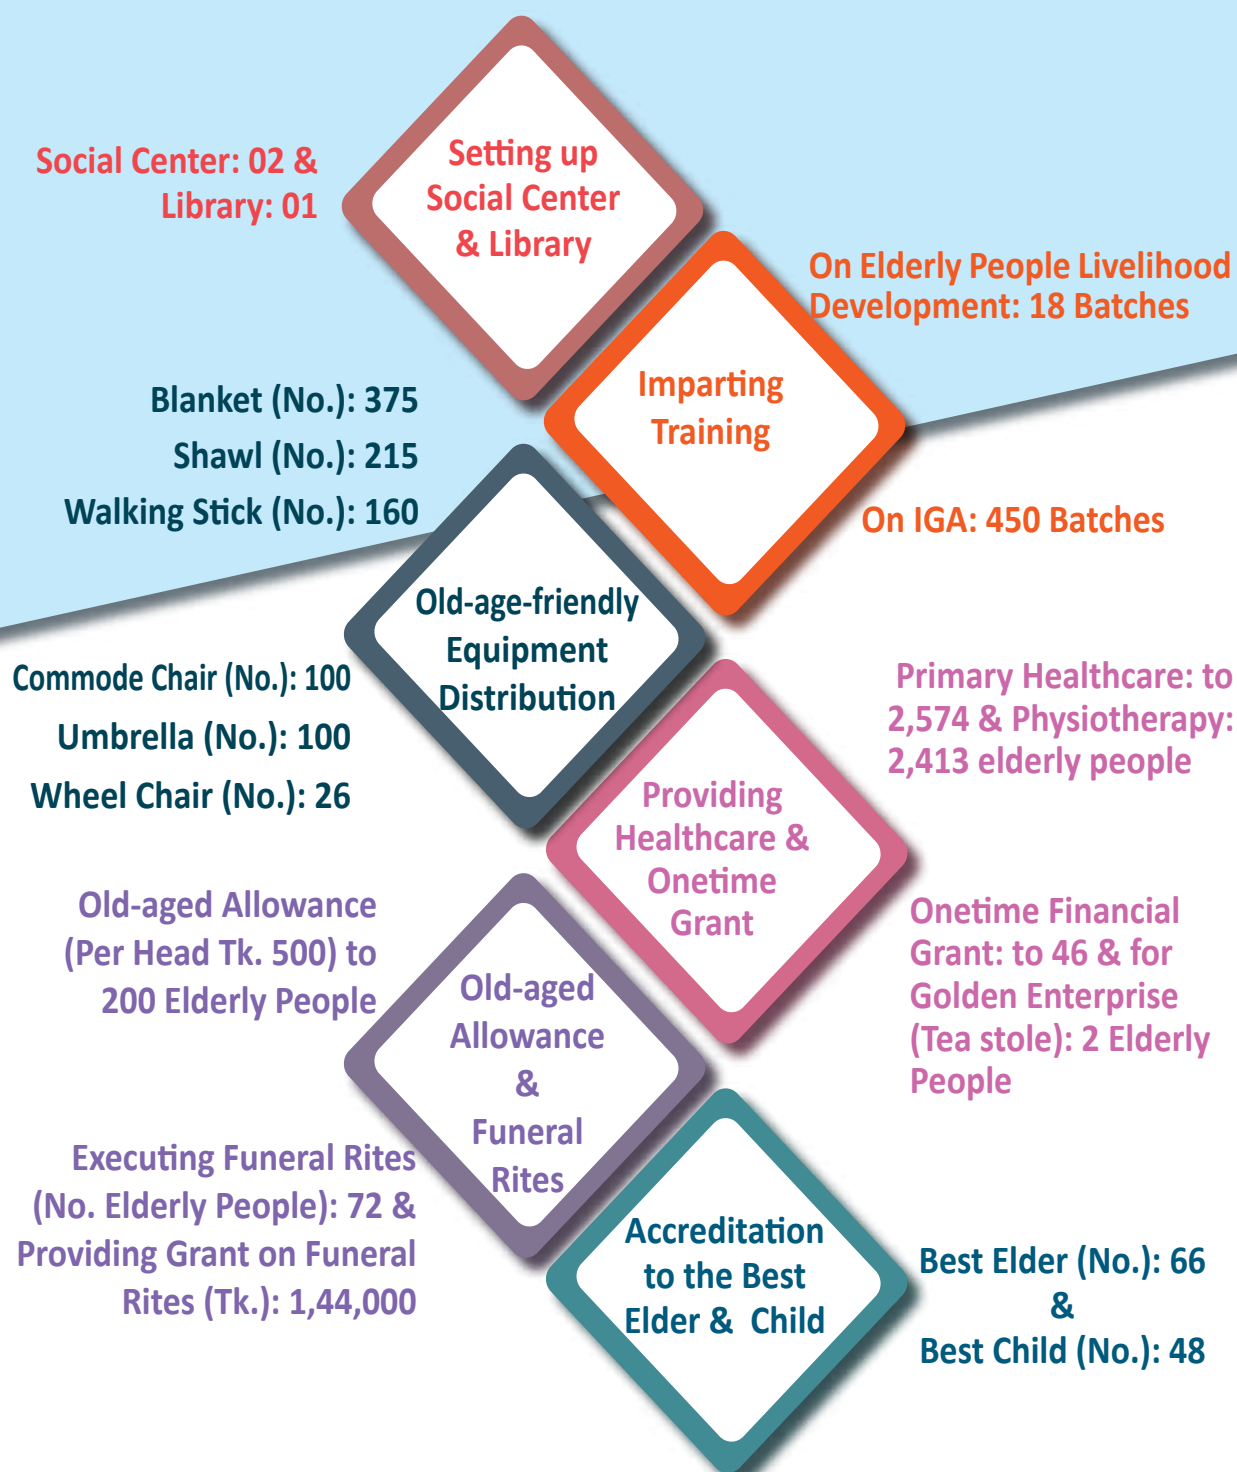 Setting up
Social Center
& Library
Social Center: 02 &
Library: 01
Imparting
Training
On Elderly People Livelihood
Development: 18 Batches
On IGA: 450 Batches
Old-age-friendly
Equipment
Distribution
Blanket (No.): 375
Shawl (No.): 215
Walking Stick (No.): 160
Commode Chair (No.): 100
Umbrella (No.): 100
Wheel Chair (No.): 26
Providing
Healthcare &
Onetime
Grant
Primary Healthcare: to
2,574 & Physiotherapy:
2,413 elderly people
Onetime Financial
Grant: to 46 & for
Golden Enterprise
(Tea stole): 2 Elderly
People
Old-aged
Allowance
&
Funeral
Rites
Old-aged Allowance
(Per Head Tk. 500) to
200 Elderly People
Executing Funeral Rites
(No. Elderly People): 72 &
Providing Grant on Funeral
Rites (Tk.): 1,44,000
Accreditation
to the Best
Elder & Child
Best Elder (No.): 66
&
Best Child (No.): 48